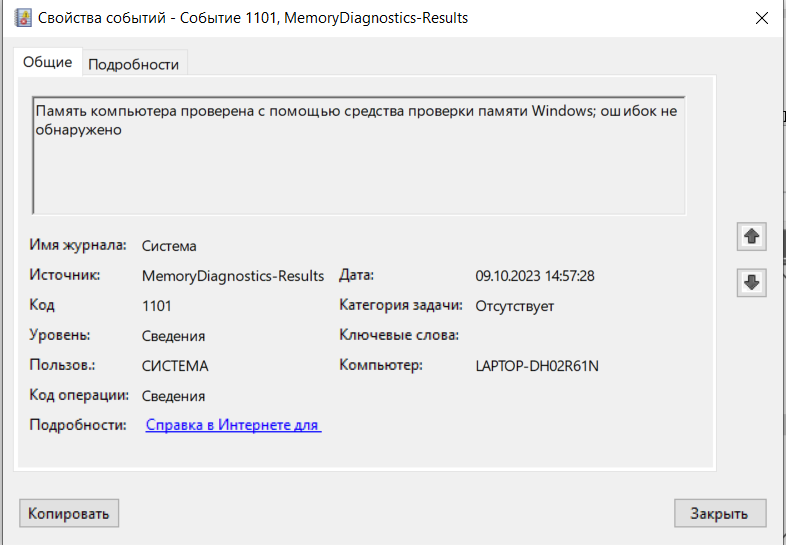 Свойства событий - Событие 1101, MemoryDiagnostics-Results
Общие
Подробности
Память компьютера проверена с помощью средства проверки памяти Windows; ошибок не
обнаружено
Имя журнала: Система
Источник: MemoryDiagnostics-Results Дата: 09.10.2023 14:57:28
Код 1101 Категория задачи: Отсутствует
Уровень: Сведения Ключевые слова:
Пользов.: СИСТЕМА Компьютер: LAPTOP-DH02R61N
Код операции: Сведения
Подробности: Справка в Интернете для
Копировать
Закрыть